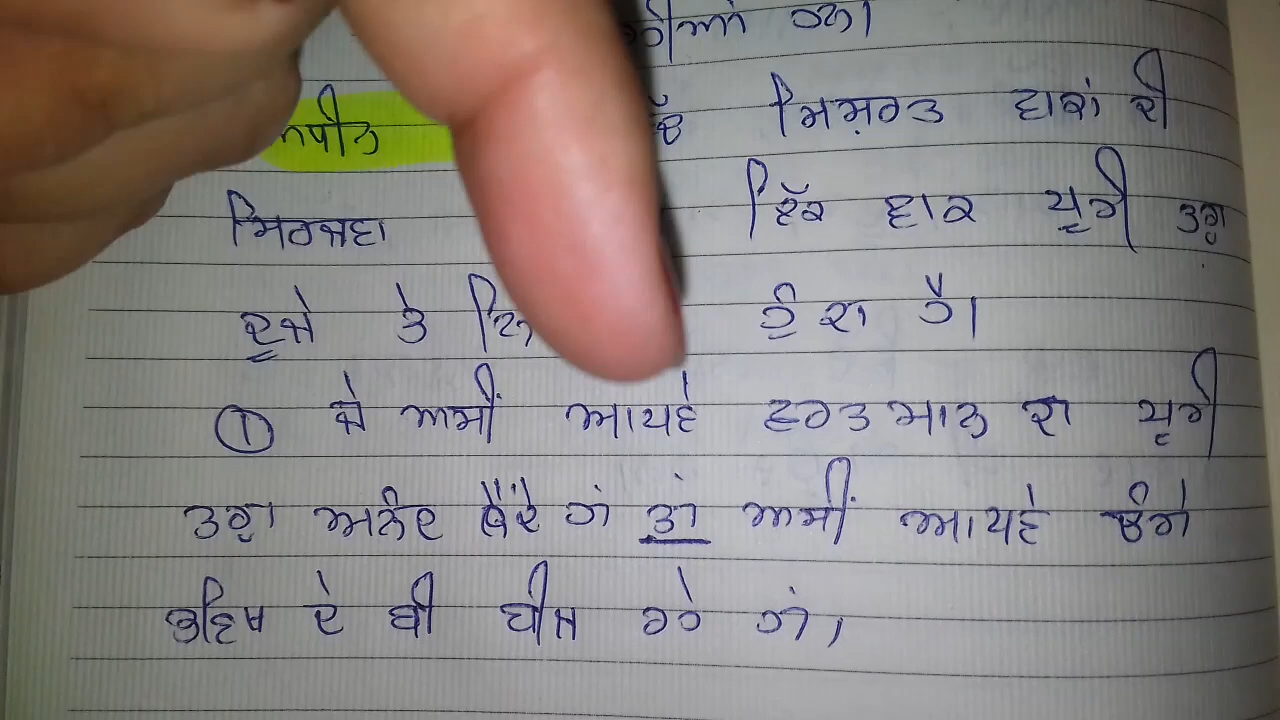 ਹਨ।
ਮਿਸ਼ਰਤ ਵਾਕਾਂ ਦੀ
ਸਿਰਜਣਾ ਇੱਕ ਵਾਕ ਪੂਰੀ ਤਰ੍ਹਾ
ਦੂਜੇ ਤੇ ਹੁੰਦਾ ਹੈ।
① ਜੇ ਅਸੀਂ ਆਪਣੇ ਵਰਤਮਾਨ ਦਾ ਪੂਰੀ
ਤਰ੍ਹਾ ਅਨੰਦ ਲੈਂਦੇ ਹਾਂ ਤਾਂ ਅਸੀਂ ਆਪਣੇ ਚੰਗੇ
ਭਵਿਖ ਦੇ ਬੀ ਬੀਜ ਰਹੇ ਹਾਂ।